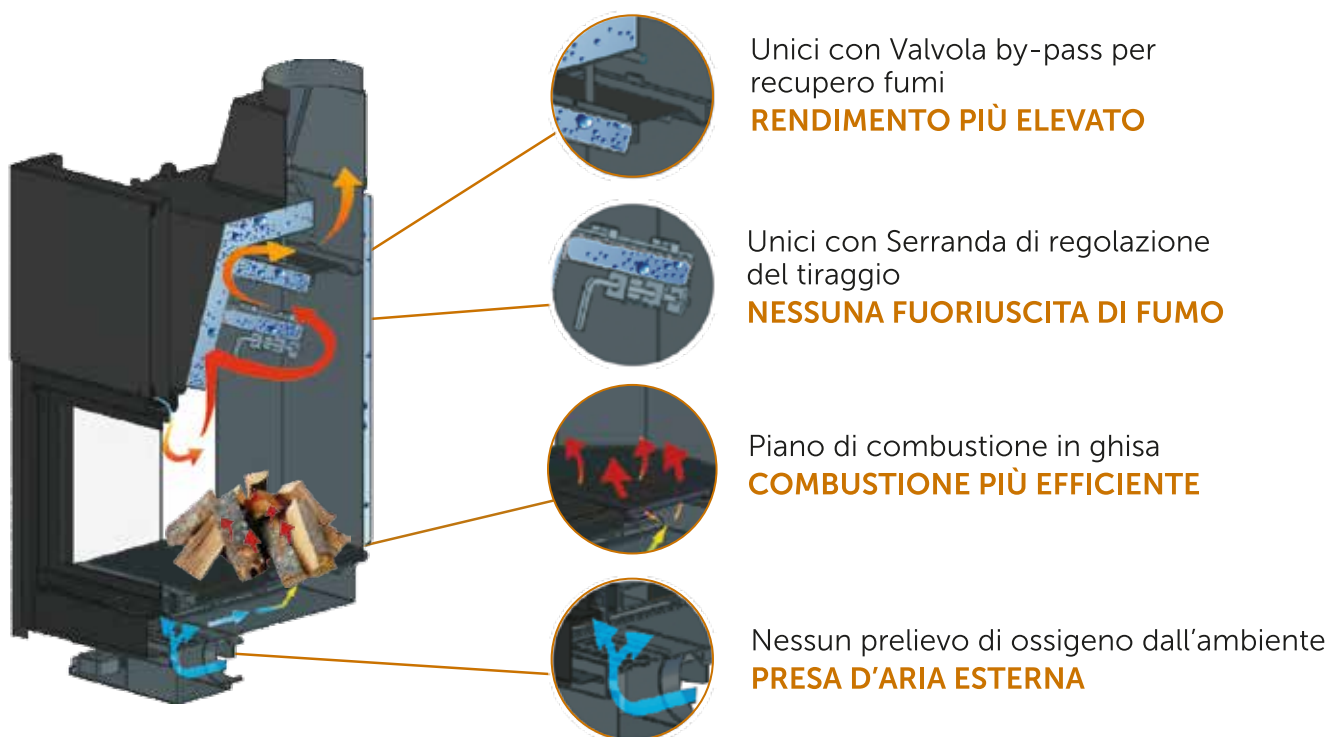 Unici con Valvola by-pass per
recupero fumi
RENDIMENTO PIÙ ELEVATO
Unici con Serranda di regolazione
del tiraggio
NESSUNA FUORIUSCITA DI FUMO
Piano di combustione in ghisa
COMBUSTIONE PIÙ EFFICIENTE
Nessun prelievo di ossigeno dall'ambiente
PRESA D'ARIA ESTERNA